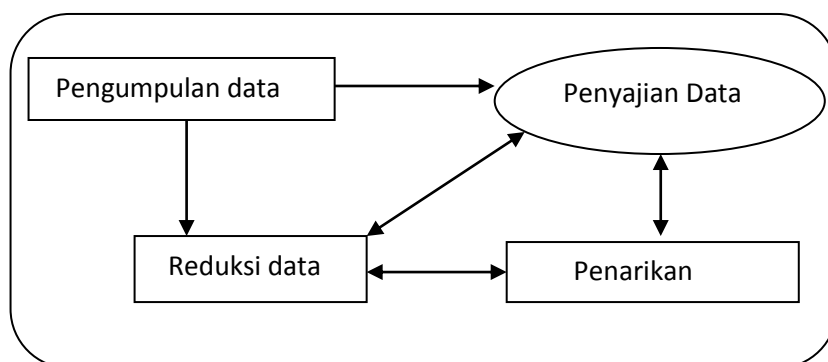 Pengumpulan data
Penyajian Data
Reduksi data
Penarikan